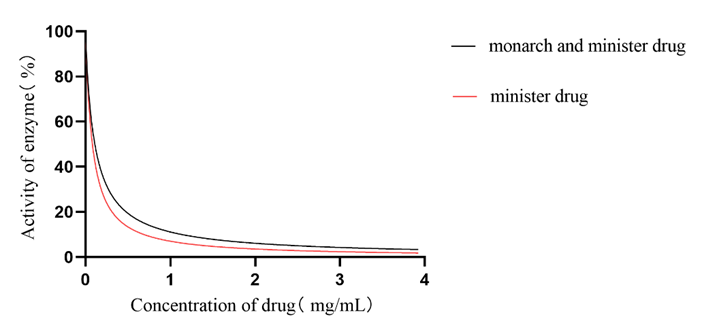 100
80
60
40
20
0
Activity of enzyme( %)
0 1 2 3 4
Concentration of drug( mg/mL)
monarch and minister drug
minister drug